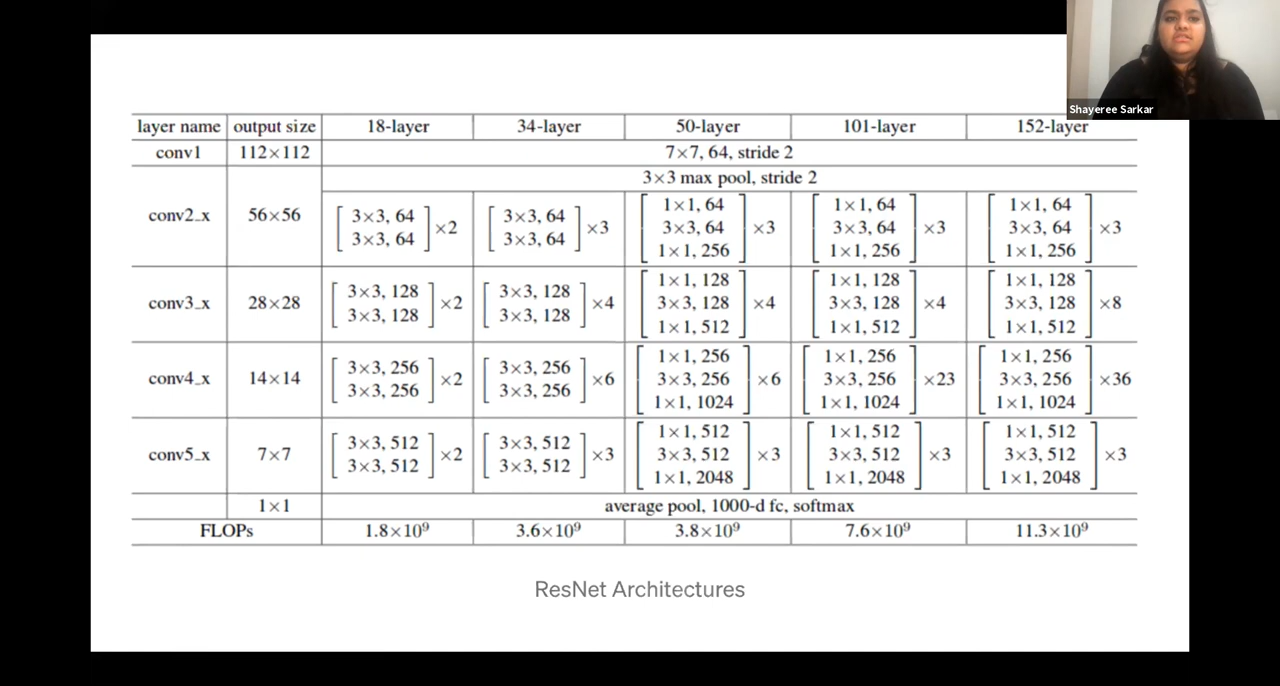 Shayeree Sarkar
layer name output size 18-layer 34-layer 50-layer 101-layer 152-layer
conv1 112×112 7×7, 64, stride 2
3×3 max pool, stride 2
conv2_x 56×56 [3×3, 64 3×3, 64]×2 [3×3, 64 3×3, 64]×3 [1×1, 64 3×3, 64 1×1, 256]×3 [1×1, 64 3×3, 64 1×1, 256]×3 [1×1, 64 3×3, 64 1×1, 256]×3
conv3_x 28×28 [3×3, 128 3×3, 128]×2 [3×3, 128 3×3, 128]×4 [1×1, 128 3×3, 128 1×1, 512]×4 [1×1, 128 3×3, 128 1×1, 512]×4 [1×1, 128 3×3, 128 1×1, 512]×8
conv4_x 14×14 [3×3, 256 3×3, 256]×2 [3×3, 256 3×3, 256]×6 [1×1, 256 3×3, 256 1×1, 1024]×6 [1×1, 256 3×3, 256 1×1, 1024]×23 [1×1, 256 3×3, 256 1×1, 1024]×36
conv5_x 7×7 [3×3, 512 3×3, 512]×2 [3×3, 512 3×3, 512]×3 [1×1, 512 3×3, 512 1×1, 2048]×3 [1×1, 512 3×3, 512 1×1, 2048]×3 [1×1, 512 3×3, 512 1×1, 2048]×3
1×1 average pool, 1000-d fc, softmax
FLOPs 1.8×10⁹ 3.6×10⁹ 3.8×10⁹ 7.6×10⁹ 11.3×10⁹
ResNet Architectures